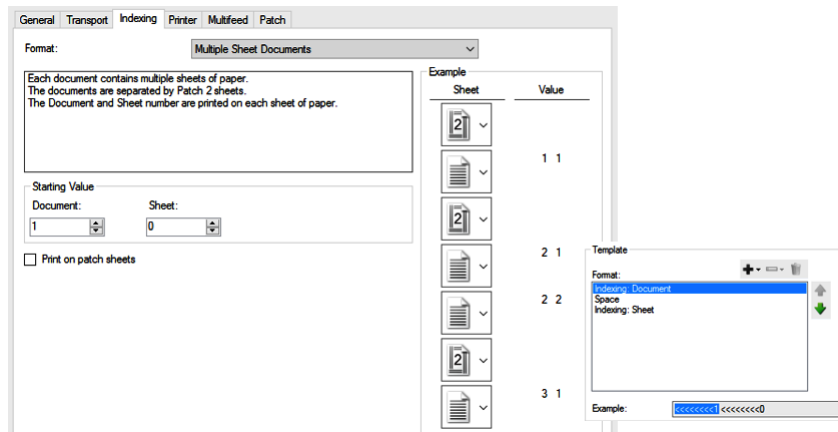 General Transport Indexing Printer Multifeed Patch
Format: Multiple Sheet Documents
Each document contains multiple sheets of paper.
The documents are separated by Patch 2 sheets.
The Document and Sheet number are printed on each sheet of paper.
Starting Value
Document: Sheet:
1 0
Print on patch sheets
Example
Sheet Value
2
1 1
2
2 1
2 2
2
3 1
Template
Format:
Indexing: Document
Space
Indexing: Sheet
Example: <<<<<<<<1 <<<<<<<<0